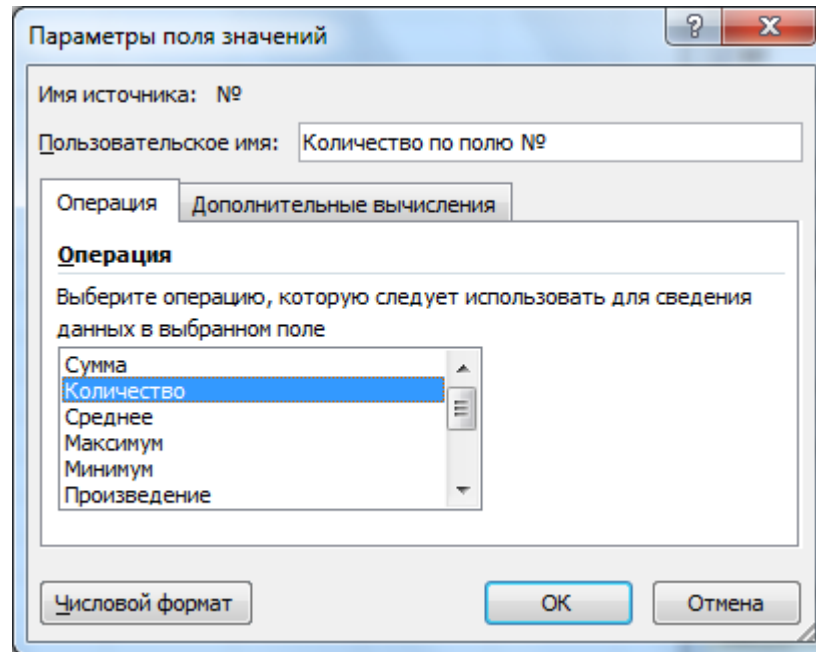 Параметры поля значений
Имя источника: №
Пользовательское имя: Количество по полю №
Операция Дополнительные вычисления
Операция
Выберите операцию, которую следует использовать для сведения
данных в выбранном поле
Сумма
Количество
Среднее
Максимум
Минимум
Произведение
Числовой формат ОК Отмена